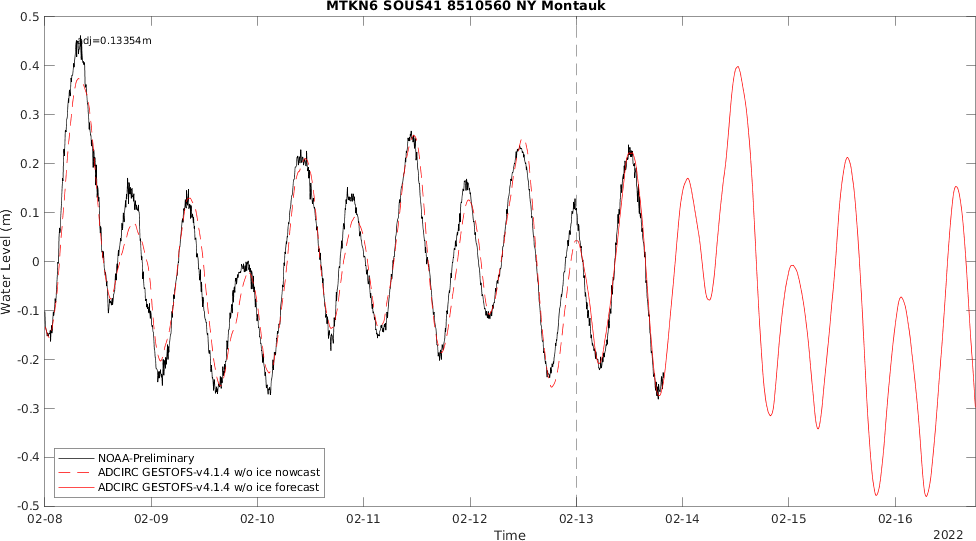 MTKN6 SOUS41 8510560 NY Montauk
0.5
0.4
0.3
0.2
0.1
0
-0.1
-0.2
-0.3
-0.4
-0.5
Water Level (m)
adj=0.13354m
NOAA-Preliminary
ADCIRC GESTOFS-v4.1.4 w/o ice nowcast
ADCIRC GESTOFS-v4.1.4 w/o ice forecast
02-08 02-09 02-10 02-11 02-12 02-13 02-14 02-15 02-16
Time
2022